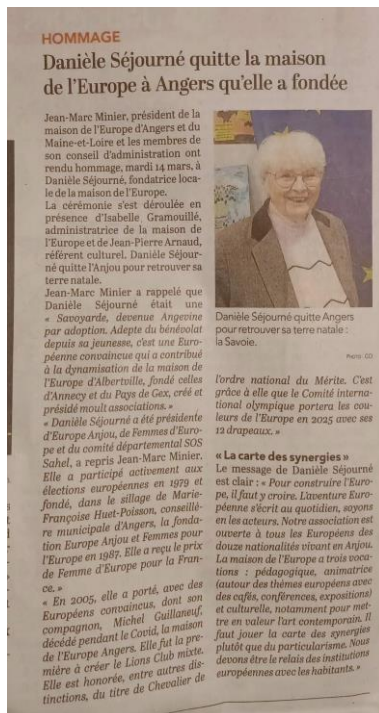 HOMMAGE
Danièle Séjourné quitte la maison
de l'Europe à Angers qu'elle a fondée
Jean-Marc Minier, président de la
maison de l'Europe d'Angers et du
Maine-et-Loire et les membres de
son conseil d'administration ont
rendu hommage, mardi 14 mars, à
Danièle Séjourné, fondatrice loca-
le de la maison de l'Europe.
La cérémonie s'est déroulée en
présence d'Isabelle Gramouillé,
administratrice de la maison de
l'Europe et de Jean-Pierre Arnaud,
référent culturel. Danièle Séjour-
né quitte l'Anjou pour retrouver sa
terre natale.
Jean-Marc Minier a rappelé que
Danièle Séjourné était une
« Savoyarde, devenue Angevine
par adoption. Adepte du bénévolat
depuis sa jeunesse, c'est une Eur-
péenne convaincue qui a contribué
à la dynamisation de la maison de
l'Europe d'Albertville, fondé celles
d'Annecy et du Pays de Gex, créé et
présidé moult associations. »
« Danièle Séjourné a été présidente
d'Europe Anjou, de Femmes d'Euro-
pe et du comité départemental SOS
Sahel, a repris Jean-Marc Minier.
Elle a participé activement aux
élections européennes en 1979 et
fondé, dans le sillage de Marie-
Françoise Huet-Poisson, conseillè-
re municipale d'Angers, la fonda-
tion Europe Anjou et Femmes pour
l'Europe en 1987. Elle a reçu le prix
de Femme d'Europe pour la Fran-
ce. »
« En 2005, elle a porté, avec des
Européens convaincus, dont son
compagnon, Michel Guillaneuf,
décédé pendant le Covid, la maison
de l'Europe Angers. Elle fut la pre-
mière à créer le Lions Club mixte.
Elle est honorée, entre autres dis-
tinctions, du titre de Chevalier de
Danièle Séjourné quitte Angers
pour retrouver sa terre natale :
la Savoie.
PHOTO : CO
l'ordre national du Mérite. C'est
grâce à elle que le Comité interna-
tional olympique portera les cou-
leurs de l'Europe en 2025 avec ses
12 drapeaux. »
« La carte des synergies »
Le message de Danièle Séjourné
est clair : « Pour construire l'Euro-
pe, il faut y croire. L'aventure Euro-
péenne s'écrit au quotidien, soyons
en les acteurs. Notre association est
ouverte à tous les Européens des
douze nationalités vivant en Anjou.
La maison de l'Europe a trois voca-
tions : pédagogique, animatrice
(autour des thèmes européens avec
des cafés, conférences, expositions)
et culturelle, notamment pour met-
tre en valeur l'art contemporain. Il
faut jouer la carte des synergies
plutôt que du particularisme. Nous
devons être le relais des institutions
européennes avec les habitants. »